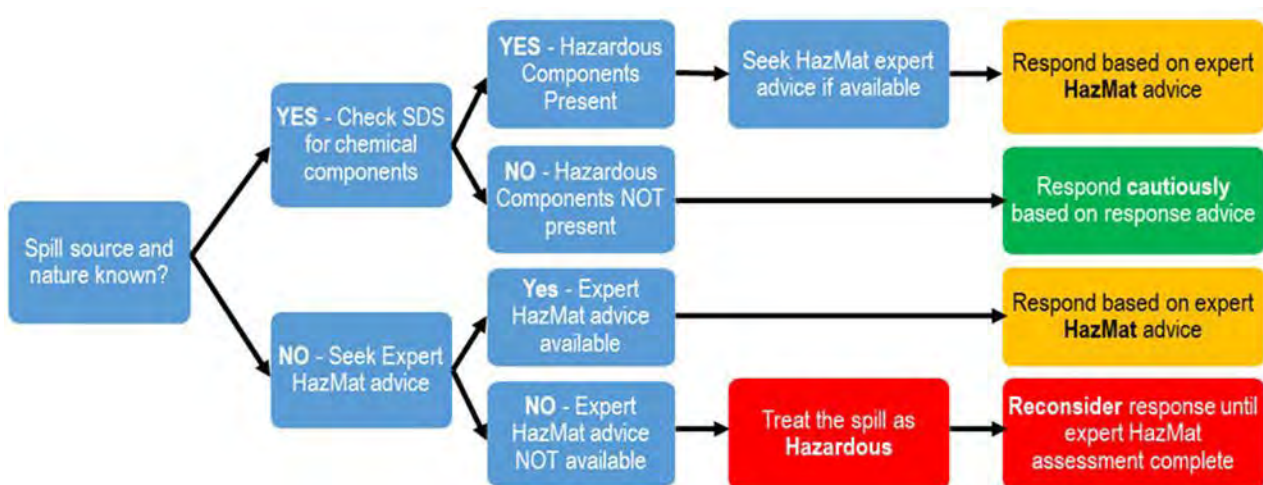 Spill source and
nature known?
YES - Check SDS
for chemical
components
YES - Hazardous
Components
Present
Seek HazMat expert
advice if available
Respond based on expert
HazMat advice
NO - Hazardous
Components NOT
present
Respond cautiously
based on response advice
NO - Seek Expert
HazMat advice
Yes - Expert
HazMat advice
available
Respond based on expert
HazMat advice
NO - Expert
HazMat advice
NOT available
Treat the spill as
Hazardous
Reconsider response until
expert HazMat
assessment complete